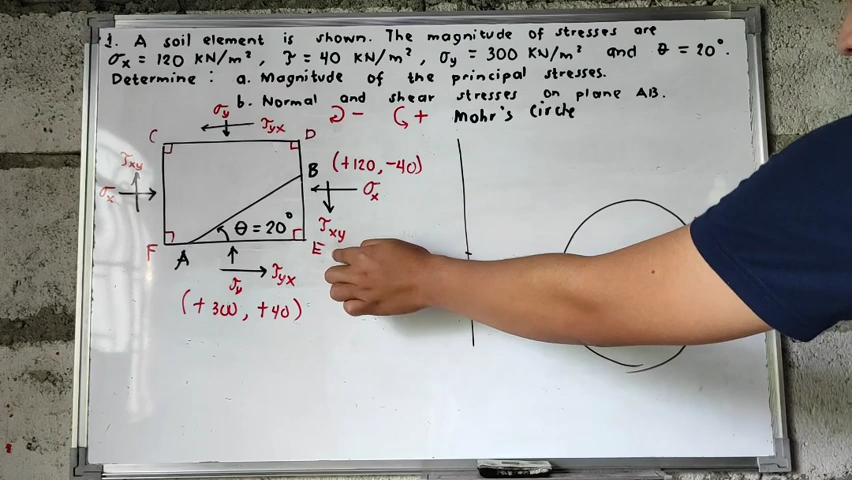 1. A soil element is shown. The magnitude of stresses are
σx = 120 KN/m², τ = 40 KN/m², σy = 300 KN/m² and θ = 20°.
Determine : a. Magnitude of the principal stresses.
b. Normal and shear stresses on plane AB.
σy
τyx
−
+
Mohr's Circle
C
D
τxy
B
(+120, −40)
σx
σx
θ = 20°
τxy
F
A
E
σy
τyx
(+300, +40)